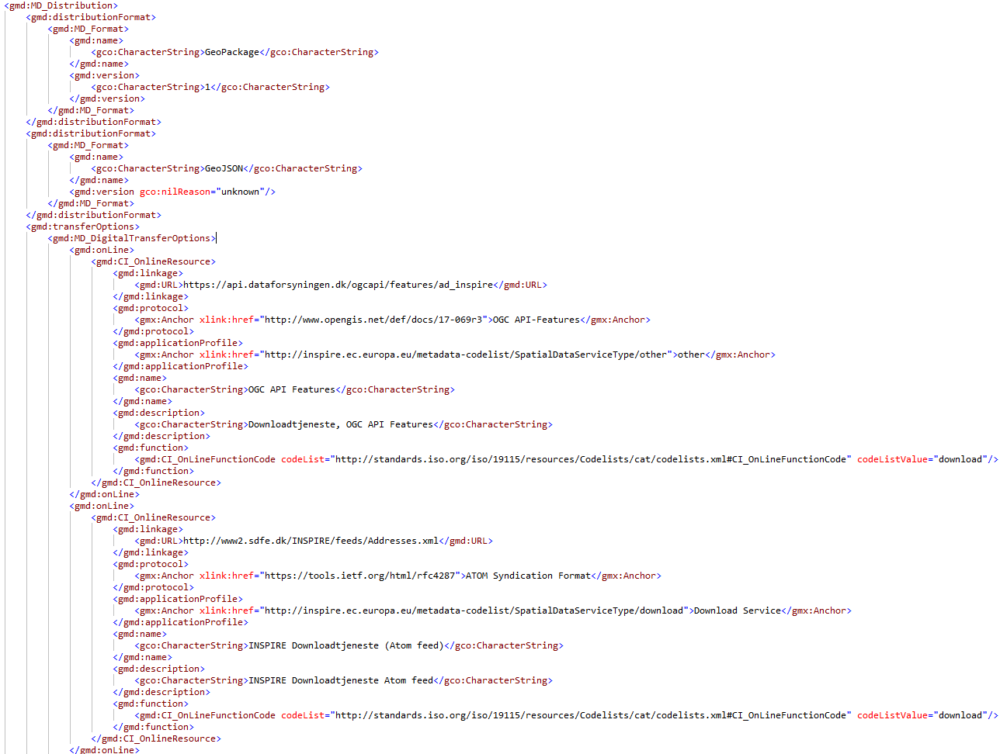 <gmd:MD_Distribution>
<gmd:distributionFormat>
<gmd:MD_Format>
<gmd:name>
<gco:CharacterString>GeoPackage</gco:CharacterString>
</gmd:name>
<gmd:version>
<gco:CharacterString>1</gco:CharacterString>
</gmd:version>
</gmd:MD_Format>
</gmd:distributionFormat>
<gmd:distributionFormat>
<gmd:MD_Format>
<gmd:name>
<gco:CharacterString>GeoJSON</gco:CharacterString>
</gmd:name>
<gmd:version gco:nilReason="unknown"/>
</gmd:MD_Format>
</gmd:distributionFormat>
<gmd:transferOptions>
<gmd:MD_DigitalTransferOptions>
<gmd:onLine>
<gmd:CI_OnlineResource>
<gmd:linkage>
<gmd:URL>https://api.dataforsyningen.dk/ogcapi/features/ad_inspire</gmd:URL>
</gmd:linkage>
<gmd:protocol>
<gmx:Anchor xlink:href="http://www.opengis.net/def/docs/17-069r3">OGC API-Features</gmx:Anchor>
</gmd:protocol>
<gmd:applicationProfile>
<gmx:Anchor xlink:href="http://inspire.ec.europa.eu/metadata-codelist/SpatialDataServiceType/other">other</gmx:Anchor>
</gmd:applicationProfile>
<gmd:name>
<gco:CharacterString>OGC API Features</gco:CharacterString>
</gmd:name>
<gmd:description>
<gco:CharacterString>Downloadtjeneste, OGC API Features</gco:CharacterString>
</gmd:description>
<gmd:function>
<gmd:CI_OnLineFunctionCode codeList="http://standards.iso.org/iso/19115/resources/Codelists/cat/codelists.xml#CI_OnLineFunctionCode" codeListValue="download"/>
</gmd:function>
</gmd:CI_OnlineResource>
</gmd:onLine>
<gmd:onLine>
<gmd:CI_OnlineResource>
<gmd:linkage>
<gmd:URL>http://www2.sdfe.dk/INSPIRE/feeds/Addresses.xml</gmd:URL>
</gmd:linkage>
<gmd:protocol>
<gmx:Anchor xlink:href="https://tools.ietf.org/html/rfc4287">ATOM Syndication Format</gmx:Anchor>
</gmd:protocol>
<gmd:applicationProfile>
<gmx:Anchor xlink:href="http://inspire.ec.europa.eu/metadata-codelist/SpatialDataServiceType/download">Download Service</gmx:Anchor>
</gmd:applicationProfile>
<gmd:name>
<gco:CharacterString>INSPIRE Downloadtjeneste (Atom feed)</gco:CharacterString>
</gmd:name>
<gmd:description>
<gco:CharacterString>INSPIRE Downloadtjeneste Atom feed</gco:CharacterString>
</gmd:description>
<gmd:function>
<gmd:CI_OnLineFunctionCode codeList="http://standards.iso.org/iso/19115/resources/Codelists/cat/codelists.xml#CI_OnLineFunctionCode" codeListValue="download"/>
</gmd:function>
</gmd:CI_OnlineResource>
</gmd:onLine>